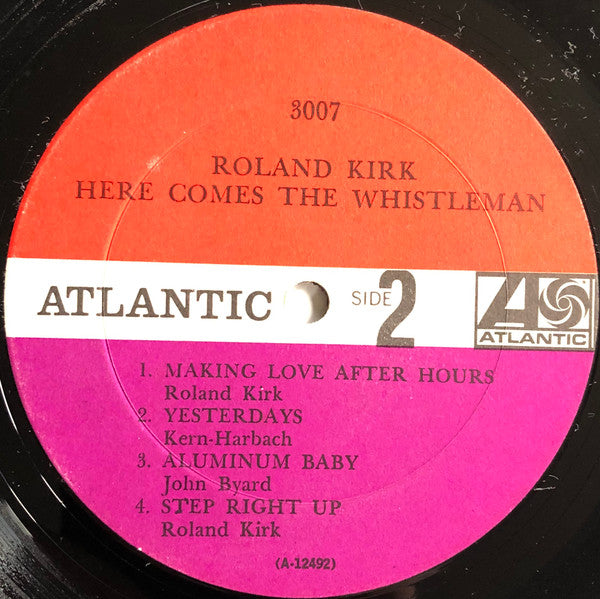 3007
ROLAND KIRK
HERE COMES THE WHISTLEMAN
ATLANTIC
SIDE 2
ATLANTIC
1. MAKING LOVE AFTER HOURS
Roland Kirk
2. YESTERDAYS
Kern-Harbach
3. ALUMINUM BABY
John Byard
4. STEP RIGHT UP
Roland Kirk
(A-12492)